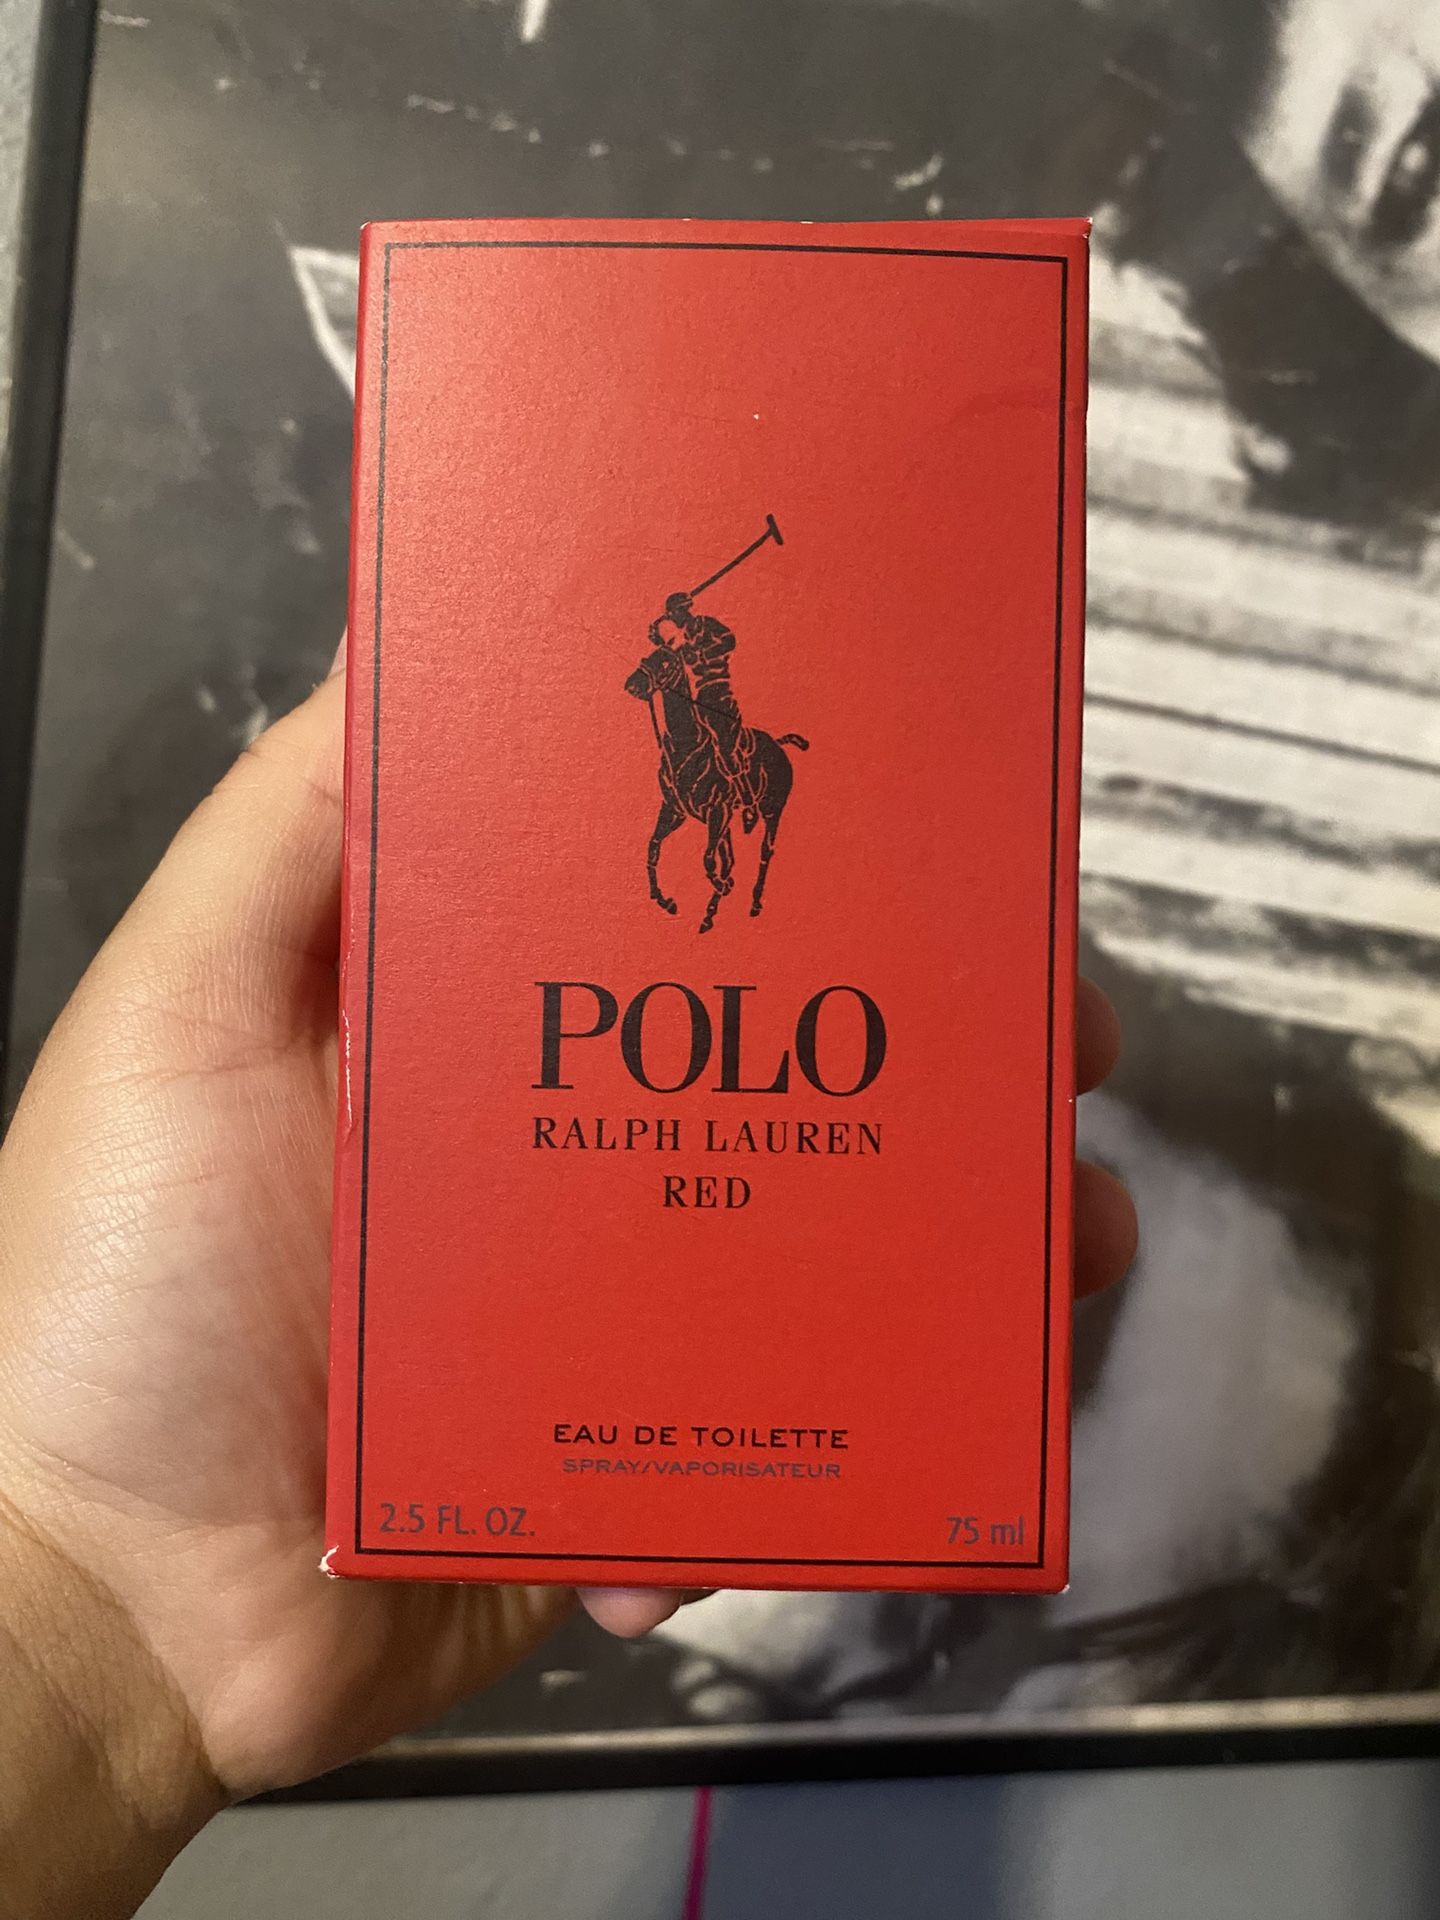 POLO
RALPH LAUREN
RED
EAU DE TOILETTE
SPRAY/VAPORISATEUR
2.5 FL. OZ. 75 ml